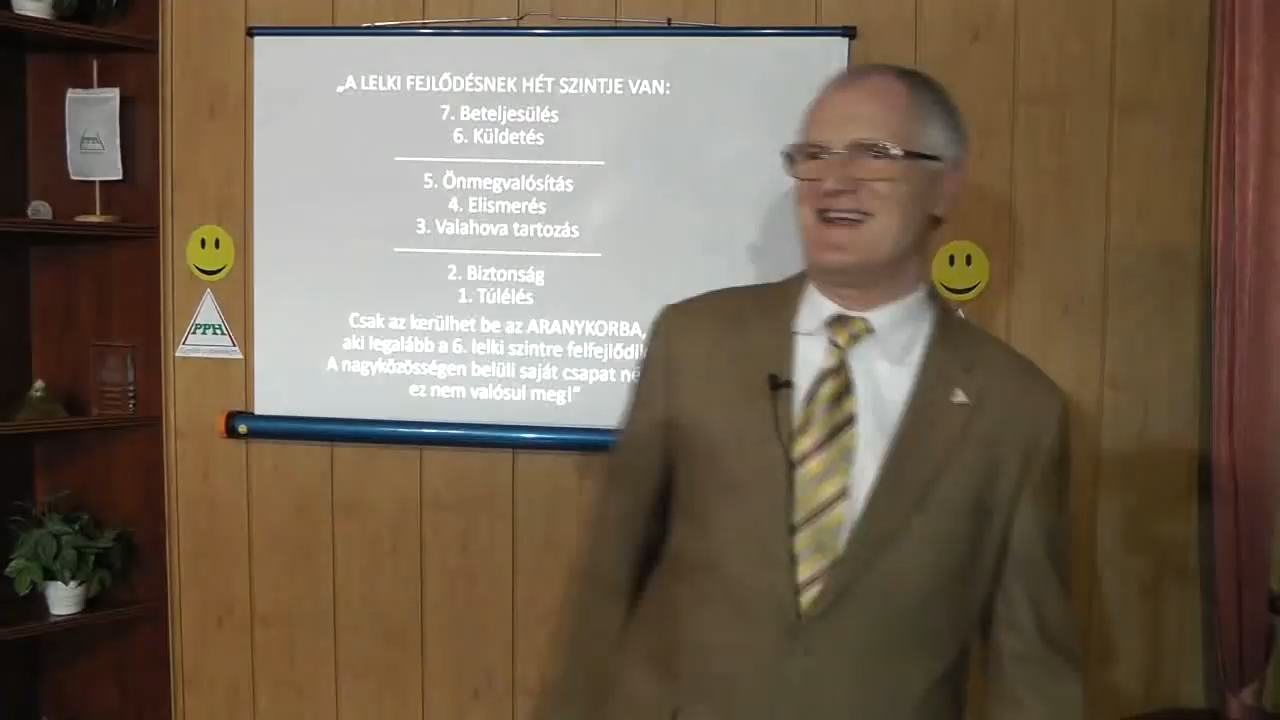 „A LELKI FEJLŐDÉSNEK HÉT SZINTJE VAN:
7. Beteljesülés
6. Küldetés
5. Önmegvalósítás
4. Elismerés
3. Valahova tartozás
2. Biztonság
1. Túlélés
Csak az kerülhet be az ARANYKORBA,
aki legalább a 6. lelki szintre
A nagyközösségen belüli saját csapat
ez nem valósul meg!”
PPH